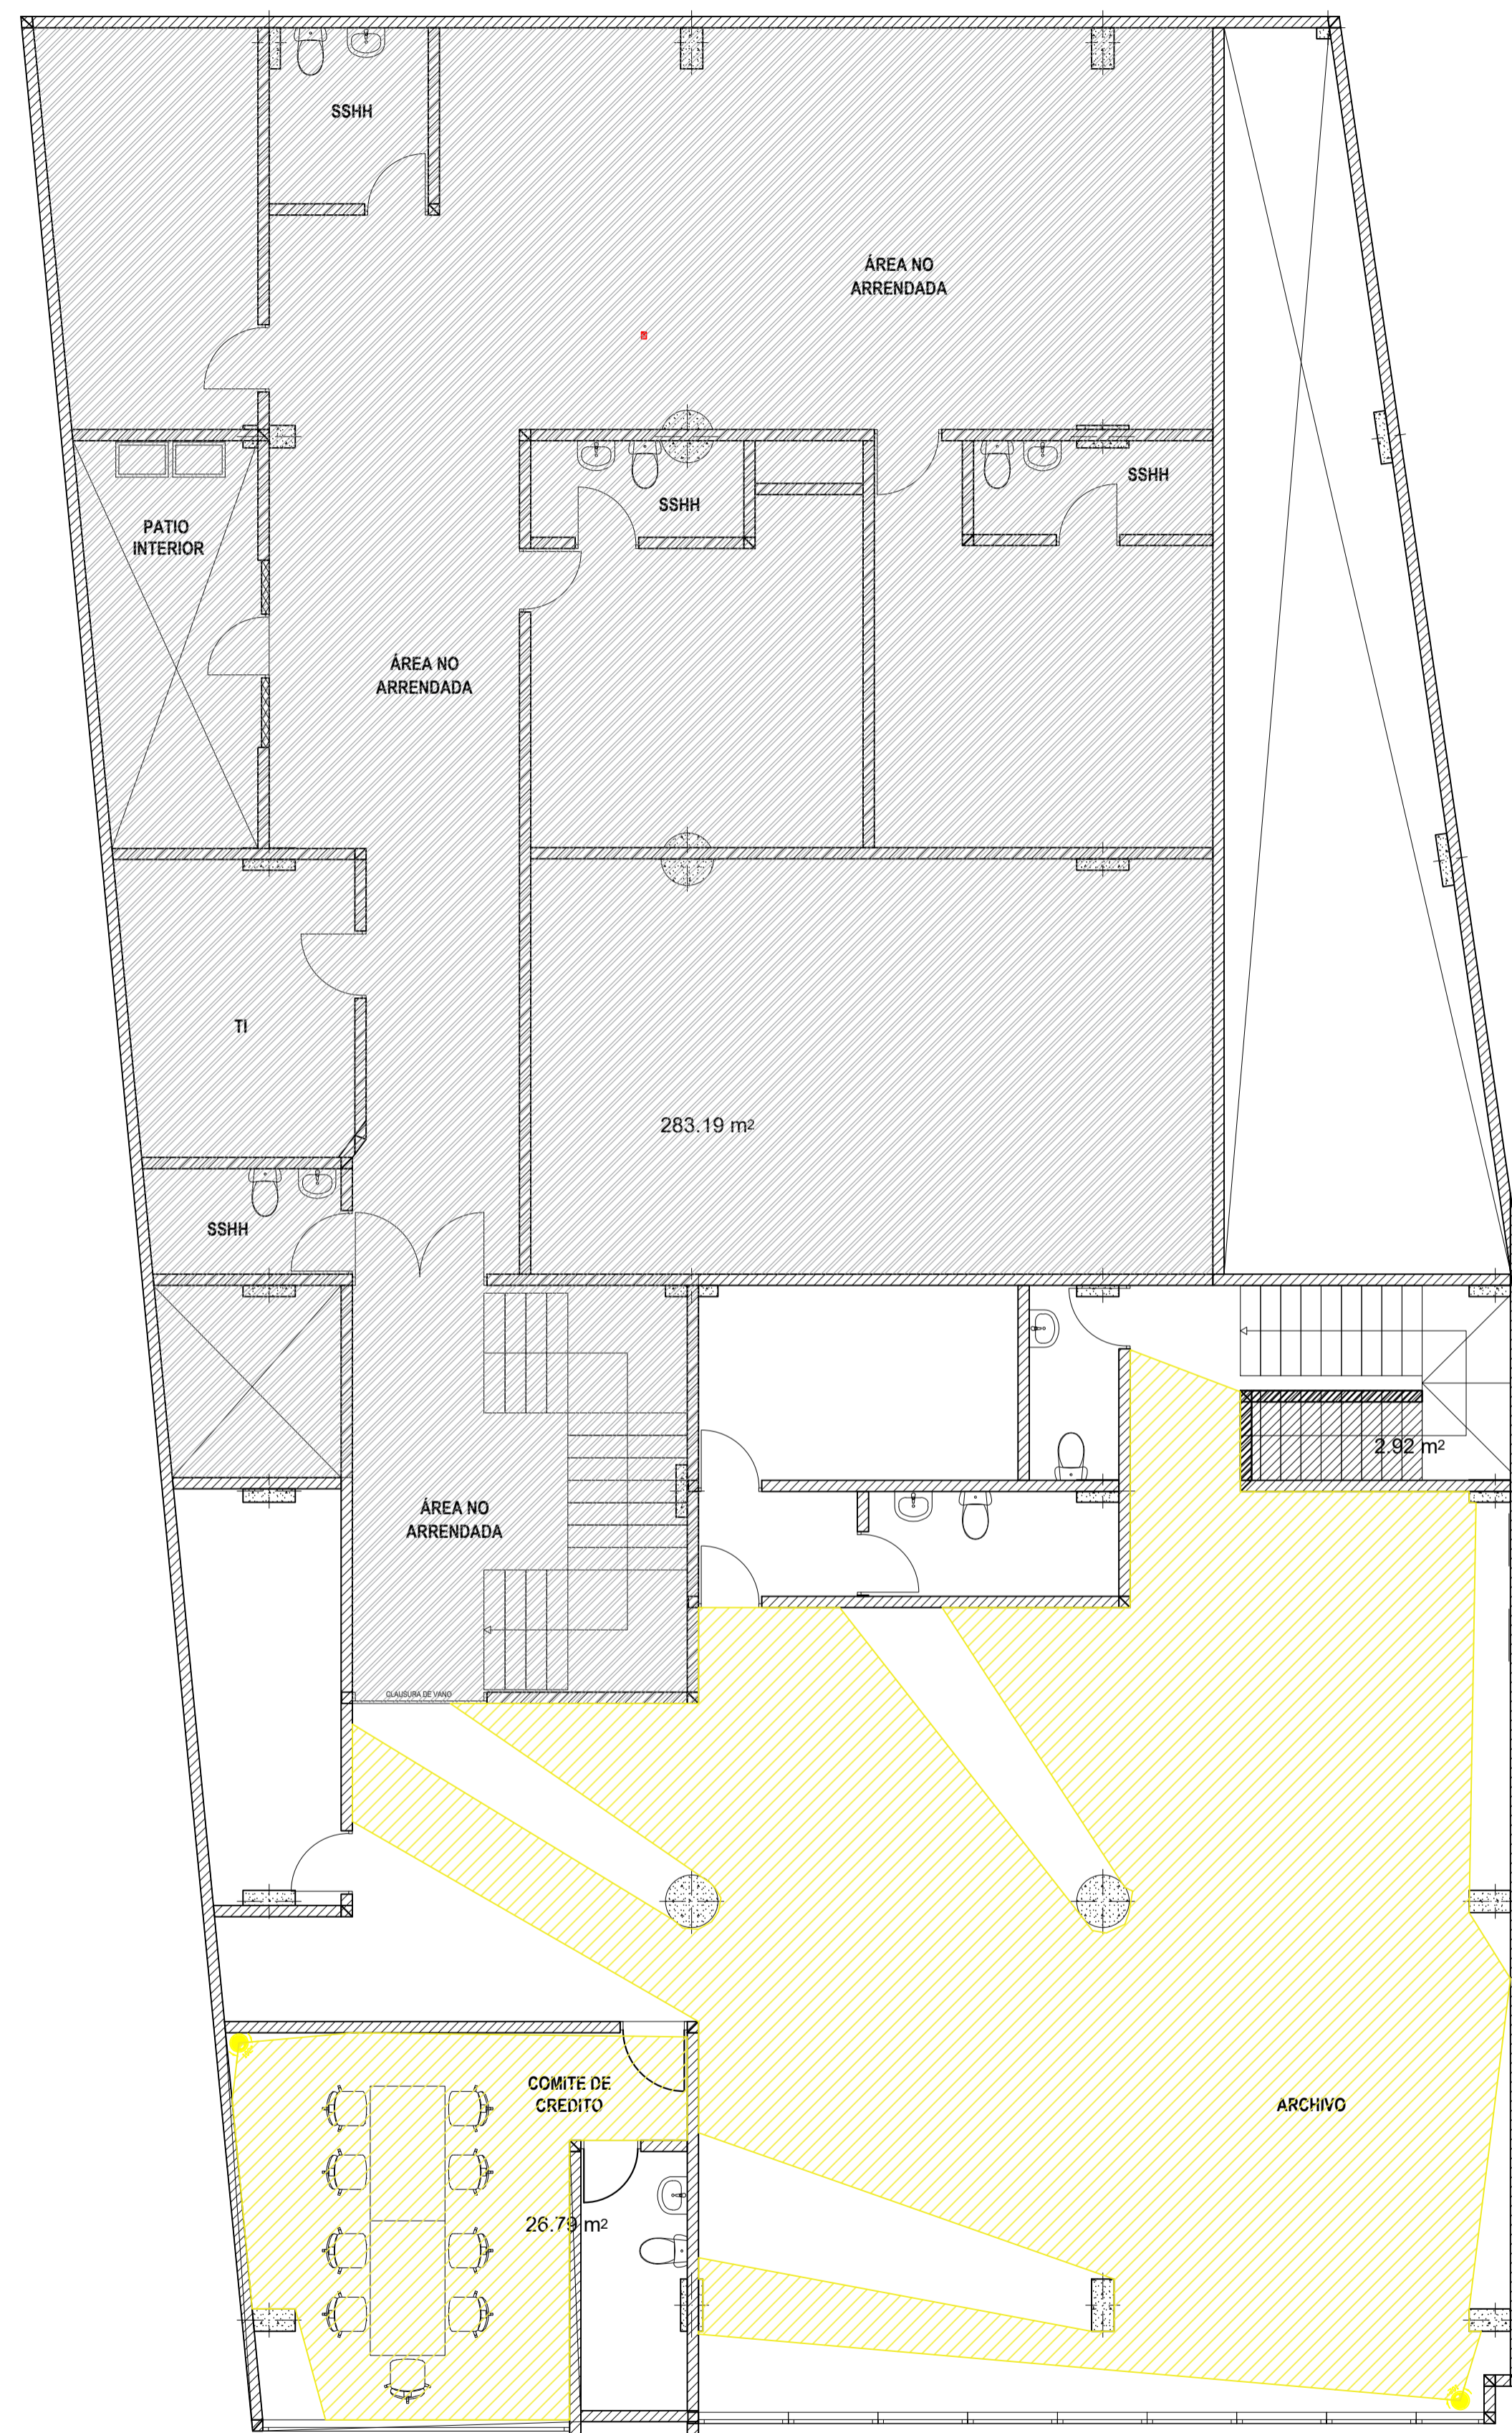 SSHH
ÁREA NO
ARRENDADA
SSHH
SSHH
PATIO
INTERIOR
ÁREA NO
ARRENDADA
TI
283.19 m²
SSHH
2.92 m²
ÁREA NO
ARRENDADA
CLAUSURA DE VANO
COMITE DE
CREDITO
ARCHIVO
26.79 m²